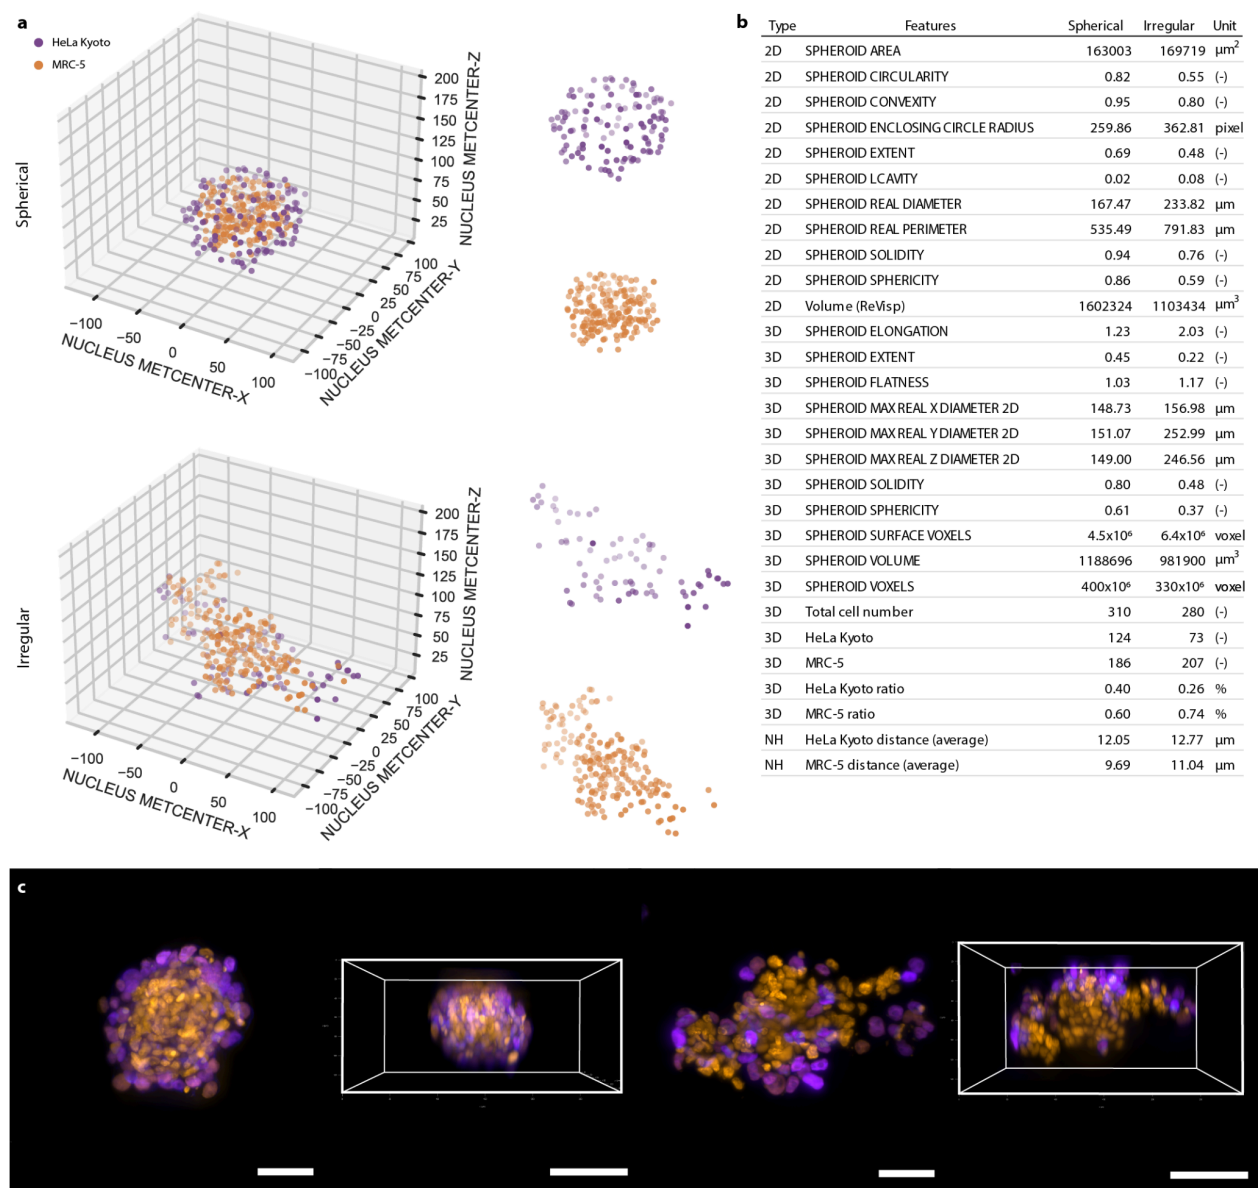 a
HeLa Kyoto
MRC-5
Spherical
200
175
150
125
100
75
50
25
NUCLEUS METCENTER-Z
100
75
50
25
0
−25
−50
−75
−100
NUCLEUS METCENTER-Y
−100
−50
0
50
100
NUCLEUS METCENTER-X
Irregular
200
175
150
125
100
75
50
25
NUCLEUS METCENTER-Z
100
75
50
25
0
−25
−50
−75
−100
NUCLEUS METCENTER-Y
−100
−50
0
50
100
NUCLEUS METCENTER-X
b
Type Features Spherical Irregular Unit
2D SPHEROID AREA 163003 169719 µm²
2D SPHEROID CIRCULARITY 0.82 0.55 (-)
2D SPHEROID CONVEXITY 0.95 0.80 (-)
2D SPHEROID ENCLOSING CIRCLE RADIUS 259.86 362.81 pixel
2D SPHEROID EXTENT 0.69 0.48 (-)
2D SPHEROID LCAVITY 0.02 0.08 (-)
2D SPHEROID REAL DIAMETER 167.47 233.82 µm
2D SPHEROID REAL PERIMETER 535.49 791.83 µm
2D SPHEROID SOLIDITY 0.94 0.76 (-)
2D SPHEROID SPHERICITY 0.86 0.59 (-)
2D Volume (ReVisp) 1602324 1103434 µm³
3D SPHEROID ELONGATION 1.23 2.03 (-)
3D SPHEROID EXTENT 0.45 0.22 (-)
3D SPHEROID FLATNESS 1.03 1.17 (-)
3D SPHEROID MAX REAL X DIAMETER 2D 148.73 156.98 µm
3D SPHEROID MAX REAL Y DIAMETER 2D 151.07 252.99 µm
3D SPHEROID MAX REAL Z DIAMETER 2D 149.00 246.56 µm
3D SPHEROID SOLIDITY 0.80 0.48 (-)
3D SPHEROID SPHERICITY 0.61 0.37 (-)
3D SPHEROID SURFACE VOXELS 4.5x10⁶ 6.4x10⁶ voxel
3D SPHEROID VOLUME 1188696 981900 µm³
3D SPHEROID VOXELS 400x10⁶ 330x10⁶ voxel
3D Total cell number 310 280 (-)
3D HeLa Kyoto 124 73 (-)
3D MRC-5 186 207 (-)
3D HeLa Kyoto ratio 0.40 0.26 %
3D MRC-5 ratio 0.60 0.74 %
NH HeLa Kyoto distance (average) 12.05 12.77 µm
NH MRC-5 distance (average) 9.69 11.04 µm
c